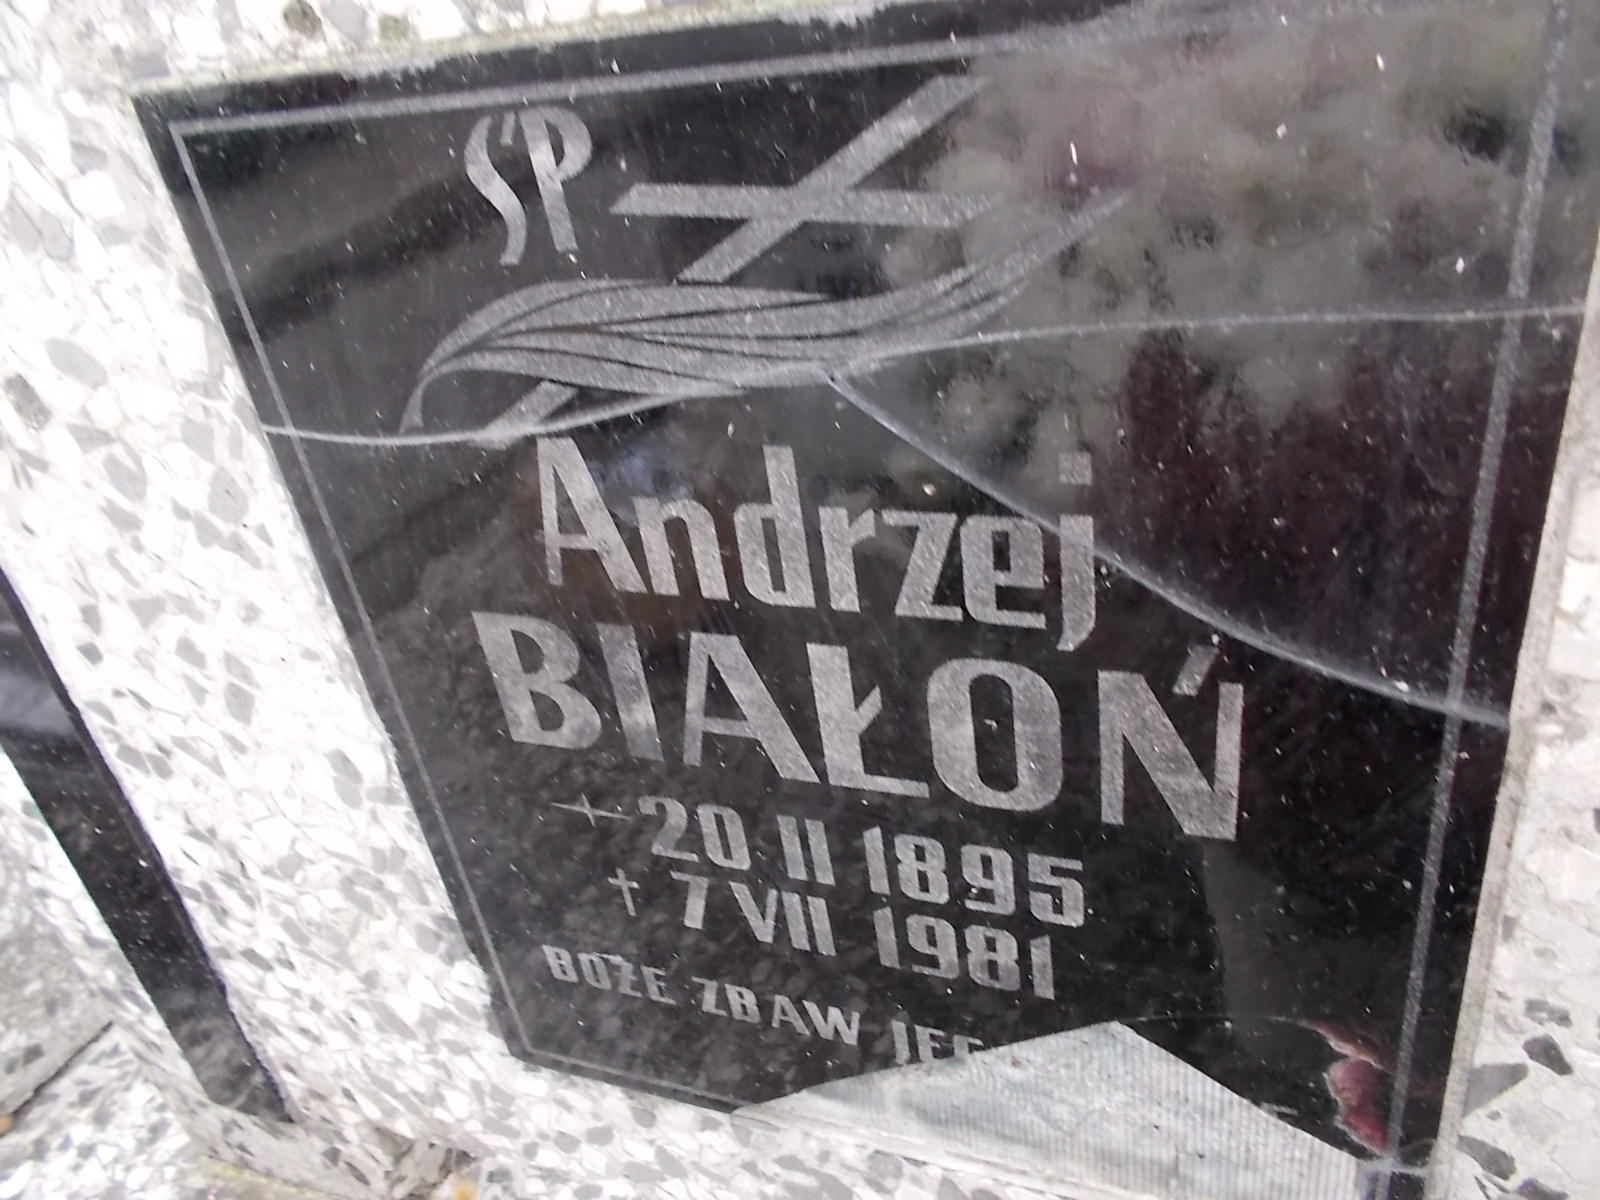 ŚP
Andrzej
BIAŁOŃ
20 II 1895
† 7 VII 1981
BOŻE ZBAW